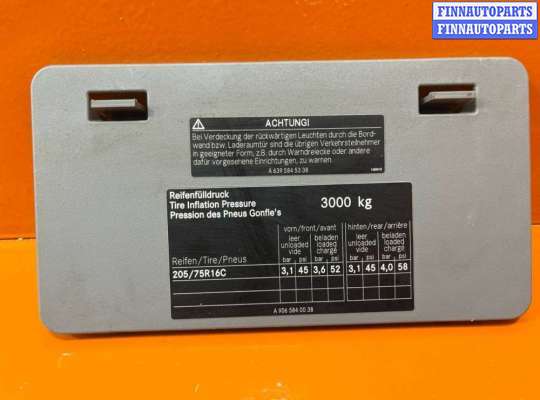 FINNAUTOPARTS
FINNAUTOPARTS
ACHTUNG!
Bei Verdeckung der rückwärtigen Leuchten durch die Bord-
wand bzw. Laderaumtür sind die übrigen Verkehrsteilnehmer
in geeigneter Form, z.B. durch Warndreiecke oder andere
dafür vorgesehene Einrichtungen, zu warnen.
A 639 584 53 38
Reifenfülldruck
Tire Inflation Pressure 3000 kg
Pression des Pneus Gonfle's
vorn/front/avant hinten/rear/arrière
leer beladen leer beladen
unloaded loaded unloaded loaded
vide chargé vide chargé
Reifen/Tire/Pneus bar psi bar psi bar psi bar psi
205/75R16C 3,1 45 3,6 52 3,1 45 4,0 58
A 906 584 00 38